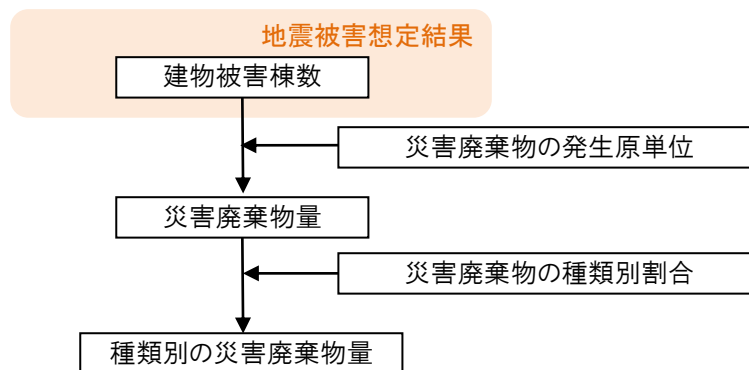 地震被害想定結果
建物被害棟数
災害廃棄物の発生原単位
災害廃棄物量
災害廃棄物の種類別割合
種類別の災害廃棄物量